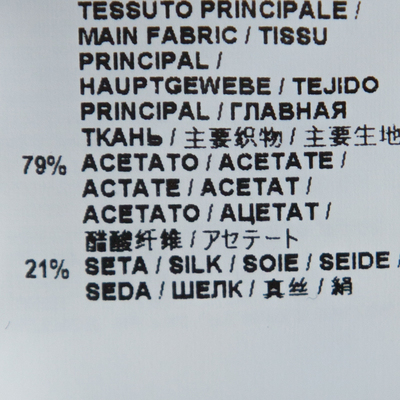 TESSUTO PRINCIPALE /
MAIN FABRIC / TISSU
PRINCIPAL /
HAUPTGEWEBE / TEJIDO
PRINCIPAL / ГЛАВНАЯ
ТКАНЬ / 主要织物 / 主要生地
79% ACETATO / ACETATE /
ACTATE / ACETAT /
ACETATO / АЦЕТАТ /
醋酸纤维 / アセテート
21% SETA / SILK / SOIE / SEIDE /
SEDA / ШЕЛК / 真丝 / 絹